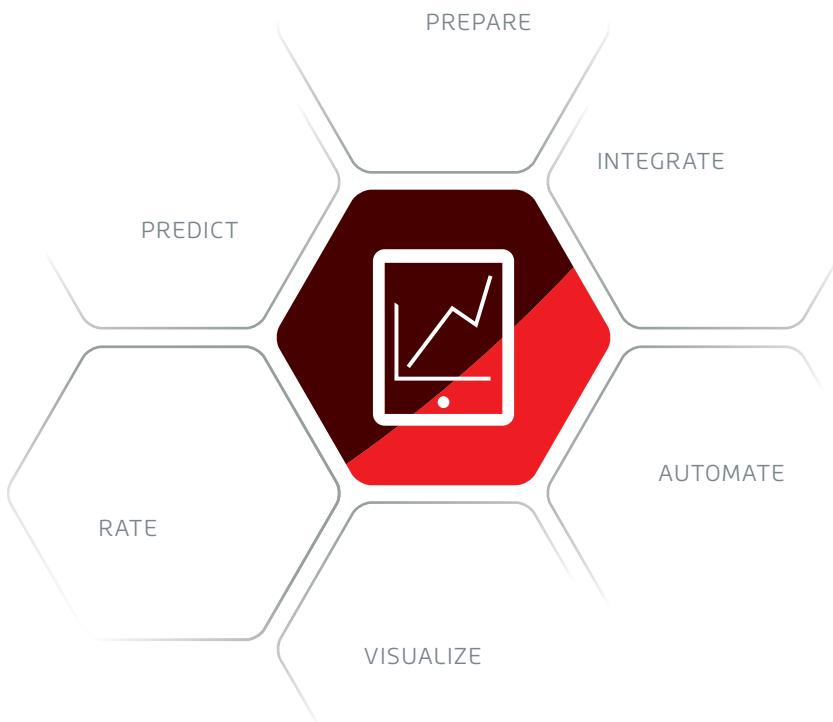 PREPARE
INTEGRATE
PREDICT
AUTOMATE
RATE
VISUALIZE